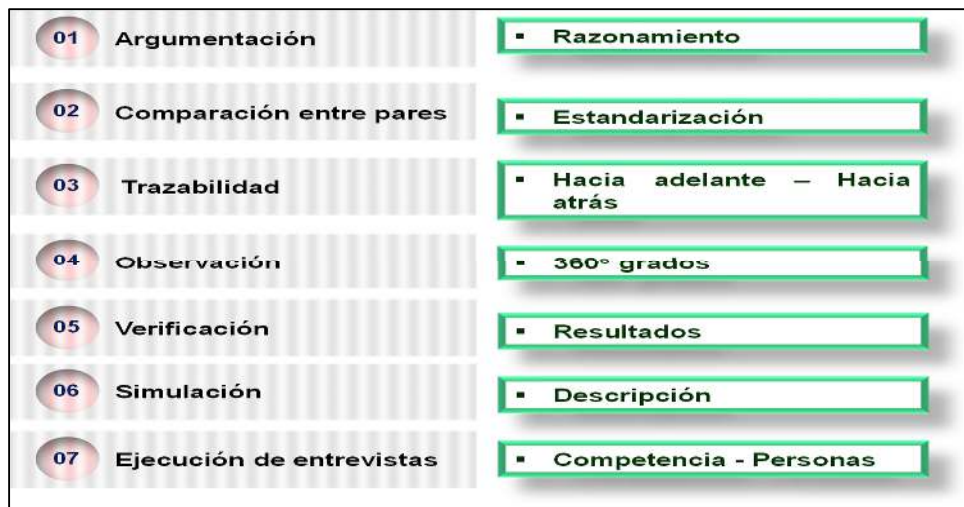 01 Argumentación
▪ Razonamiento
02 Comparación entre pares
▪ Estandarización
03 Trazabilidad
▪ Hacia adelante – Hacia
atrás
04 Observación
▪ 360° grados
05 Verificación
▪ Resultados
06 Simulación
▪ Descripción
07 Ejecución de entrevistas
▪ Competencia - Personas